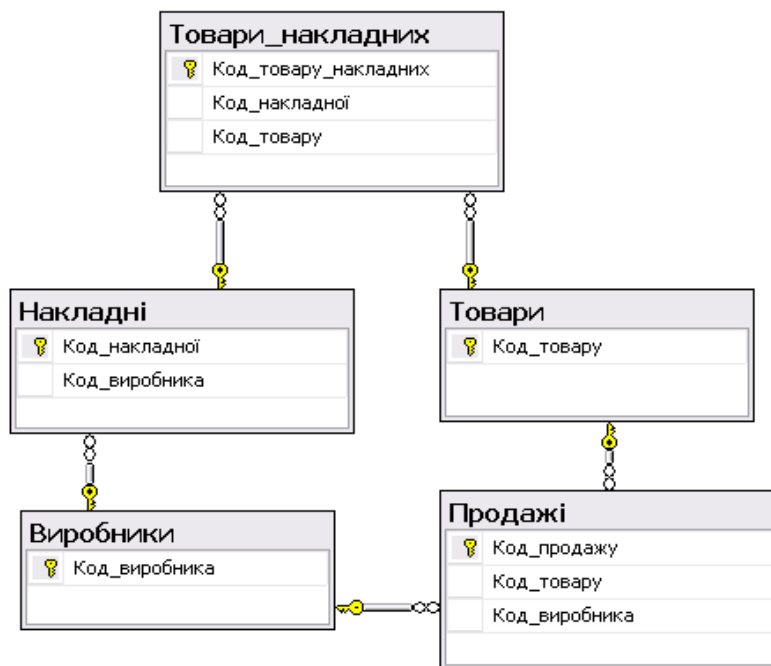 Товари_накладних
Код_товару_накладних
Код_накладної
Код_товару
Накладні
Код_накладної
Код_виробника
Товари
Код_товару
Виробники
Код_виробника
Продажі
Код_продажу
Код_товару
Код_виробника